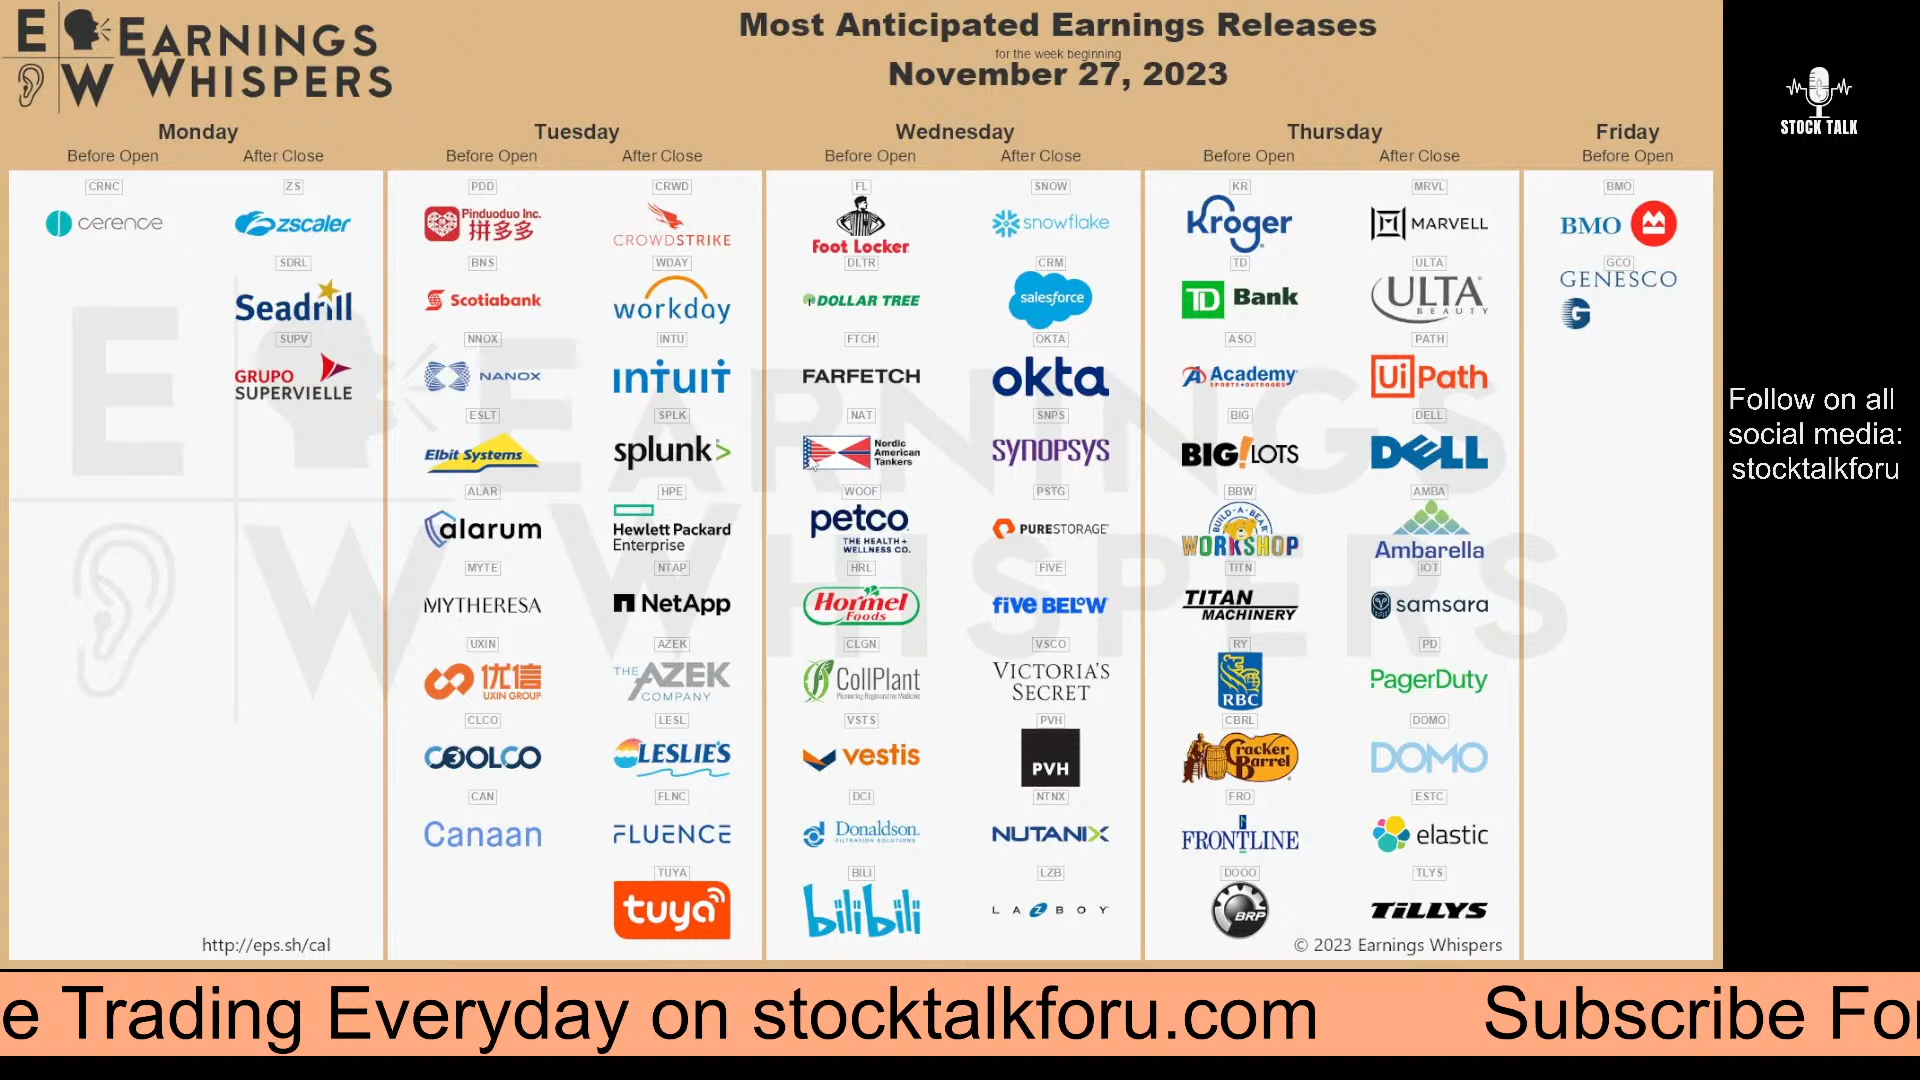 E EARNINGS
W WHISPERS
Most Anticipated Earnings Releases
for the week beginning
November 27, 2023
STOCK TALK
Monday
Tuesday
Wednesday
Thursday
Friday
Before Open After Close
Before Open After Close
Before Open After Close
Before Open After Close
Before Open
CRNC
cerence
ZS
zscaler
SDRL
Seadrill
SUPV
GRUPO
SUPERVIELLE
http://eps.sh/cal
PDD
Pinduoduo Inc.
拼多多
BNS
Scotiabank
NNOX
NANOX
ESLT
Elbit Systems
ALAR
alarum
MYTE
MYTHERESA
UXIN
优信
UXIN GROUP
CLCO
COOLCO
CAN
Canaan
CRWD
CROWDSTRIKE
WDAY
workday
INTU
INTUIT
SPLK
splunk>
HPE
Hewlett Packard
Enterprise
NTAP
NetApp
AZEK
THE AZEK
COMPANY
LESL
LESLIE'S
FLNC
FLUENCE
TUYA
tuya
FL
Foot Locker
DLTR
DOLLAR TREE
FTCH
FARFETCH
NAT
Nordic
American
Tankers
WOOF
petco
THE HEALTH +
WELLNESS CO.
HRL
Hormel
Foods
CLGN
CollPlant
Pioneering Regenerative Medicine
VSTS
vestis
DCI
Donaldson.
FILTRATION SOLUTIONS
BILI
bilibili
SNOW
snowflake
CRM
salesforce
OKTA
okta
SNPS
SYNOPSYS
PSTG
PURESTORAGE
FIVE
five BELOW
VSCO
VICTORIA'S
SECRET
PVH
PVH
NTNX
NUTANIX
LZB
LAZBOY
KR
Kroger
TD
TD Bank
ASO
Academy
SPORTS+OUTDOORS
BIG
BIG!LOTS
BBW
BUILD-A-BEAR
WORKSHOP
TITN
TITAN
MACHINERY
RY
RBC
CBRL
Cracker
Barrel
FRO
FRONTLINE
DOOO
BRP
MRVL
MARVELL
ULTA
ULTA
BEAUTY
PATH
UiPath
DELL
DELL
AMBA
Ambarella
IOT
samsara
PD
PagerDuty
DOMO
DOMO
ESTC
elastic
TLYS
TILLYS
© 2023 Earnings Whispers
BMO
BMO
GCO
GENESCO
G
Follow on all
social media:
stocktalkforu
e Trading Everyday on stocktalkforu.com Subscribe For